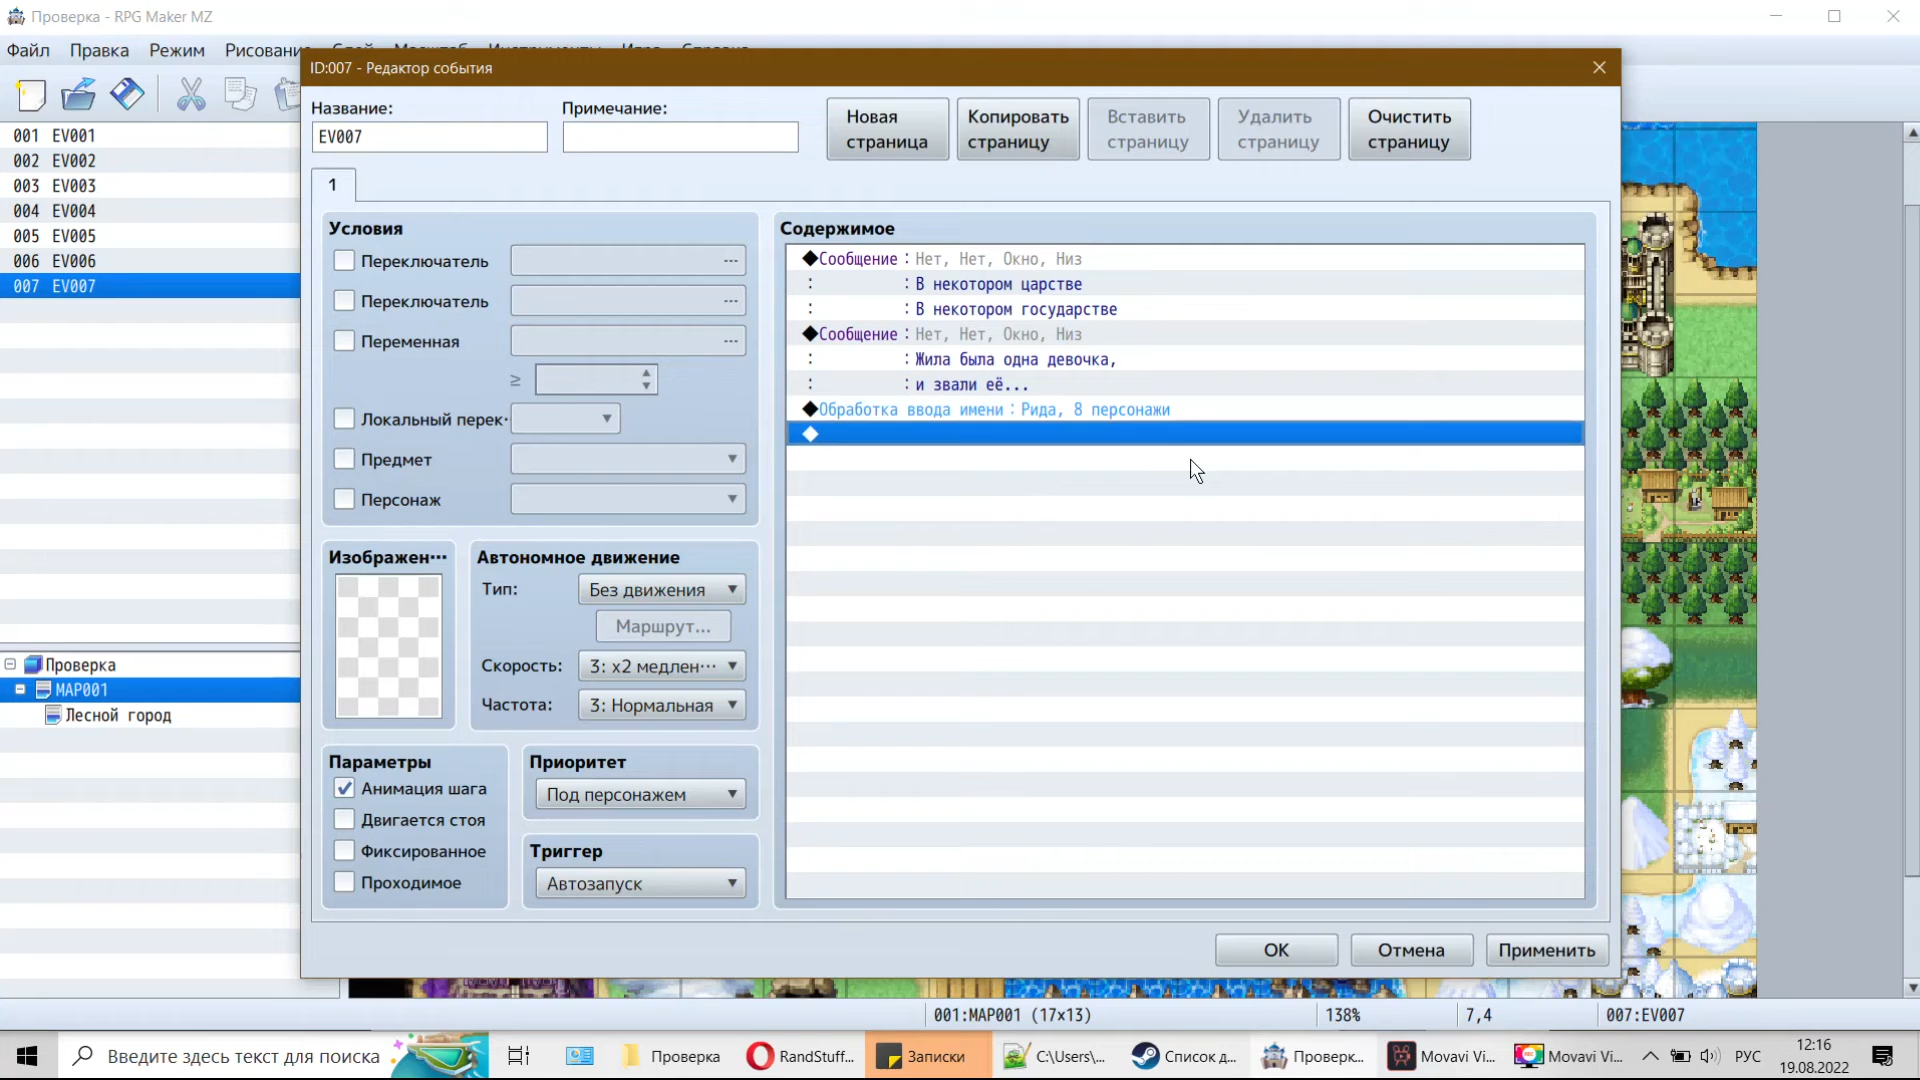 Проверка - RPG Maker MZ
Файл Правка Режим Рисование Слой Масштаб Инструменты Игра Справка
ID:007 - Редактор события
Название:
Примечание:
EV007
Новая страница
Копировать страницу
Вставить страницу
Удалить страницу
Очистить страницу
001 EV001
002 EV002
003 EV003
004 EV004
005 EV005
006 EV006
007 EV007
1
Условия
Переключатель ...
Переключатель ...
Переменная ...
≥
Локальный перек·
Предмет
Персонаж
Изображен···
Автономное движение
Тип: Без движения
Маршрут...
Скорость: 3: x2 медлен···
Частота: 3: Нормальная
Параметры
Анимация шага
Двигается стоя
Фиксированное
Проходимое
Приоритет
Под персонажем
Триггер
Автозапуск
Содержимое
◆Сообщение：Нет, Нет, Окно, Низ
：　　　：В некотором царстве
：　　　：В некотором государстве
◆Сообщение：Нет, Нет, Окно, Низ
：　　　：Жила была одна девочка,
：　　　：и звали её...
◆Обработка ввода имени：Рида, 8 персонажи
◆
OK Отмена Применить
Проверка
MAP001
Лесной город
001:MAP001 (17x13) 138% 7,4 007:EV007
Введите здесь текст для поиска
Проверка
RandStuff...
Записки
C:\Users\...
Список д...
Проверк...
Movavi Vi...
Movavi Vi...
РУС
12:16
19.08.2022